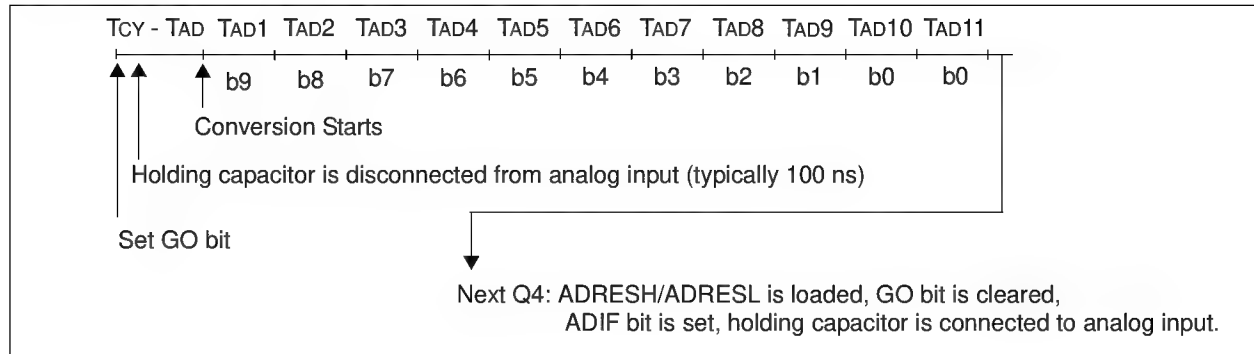 TCY - TAD TAD1 TAD2 TAD3 TAD4 TAD5 TAD6 TAD7 TAD8 TAD9 TAD10 TAD11
b9 b8 b7 b6 b5 b4 b3 b2 b1 b0 b0
Conversion Starts
Holding capacitor is disconnected from analog input (typically 100 ns)
Set GO bit
Next Q4: ADRESH/ADRESL is loaded, GO bit is cleared,
ADIF bit is set, holding capacitor is connected to analog input.